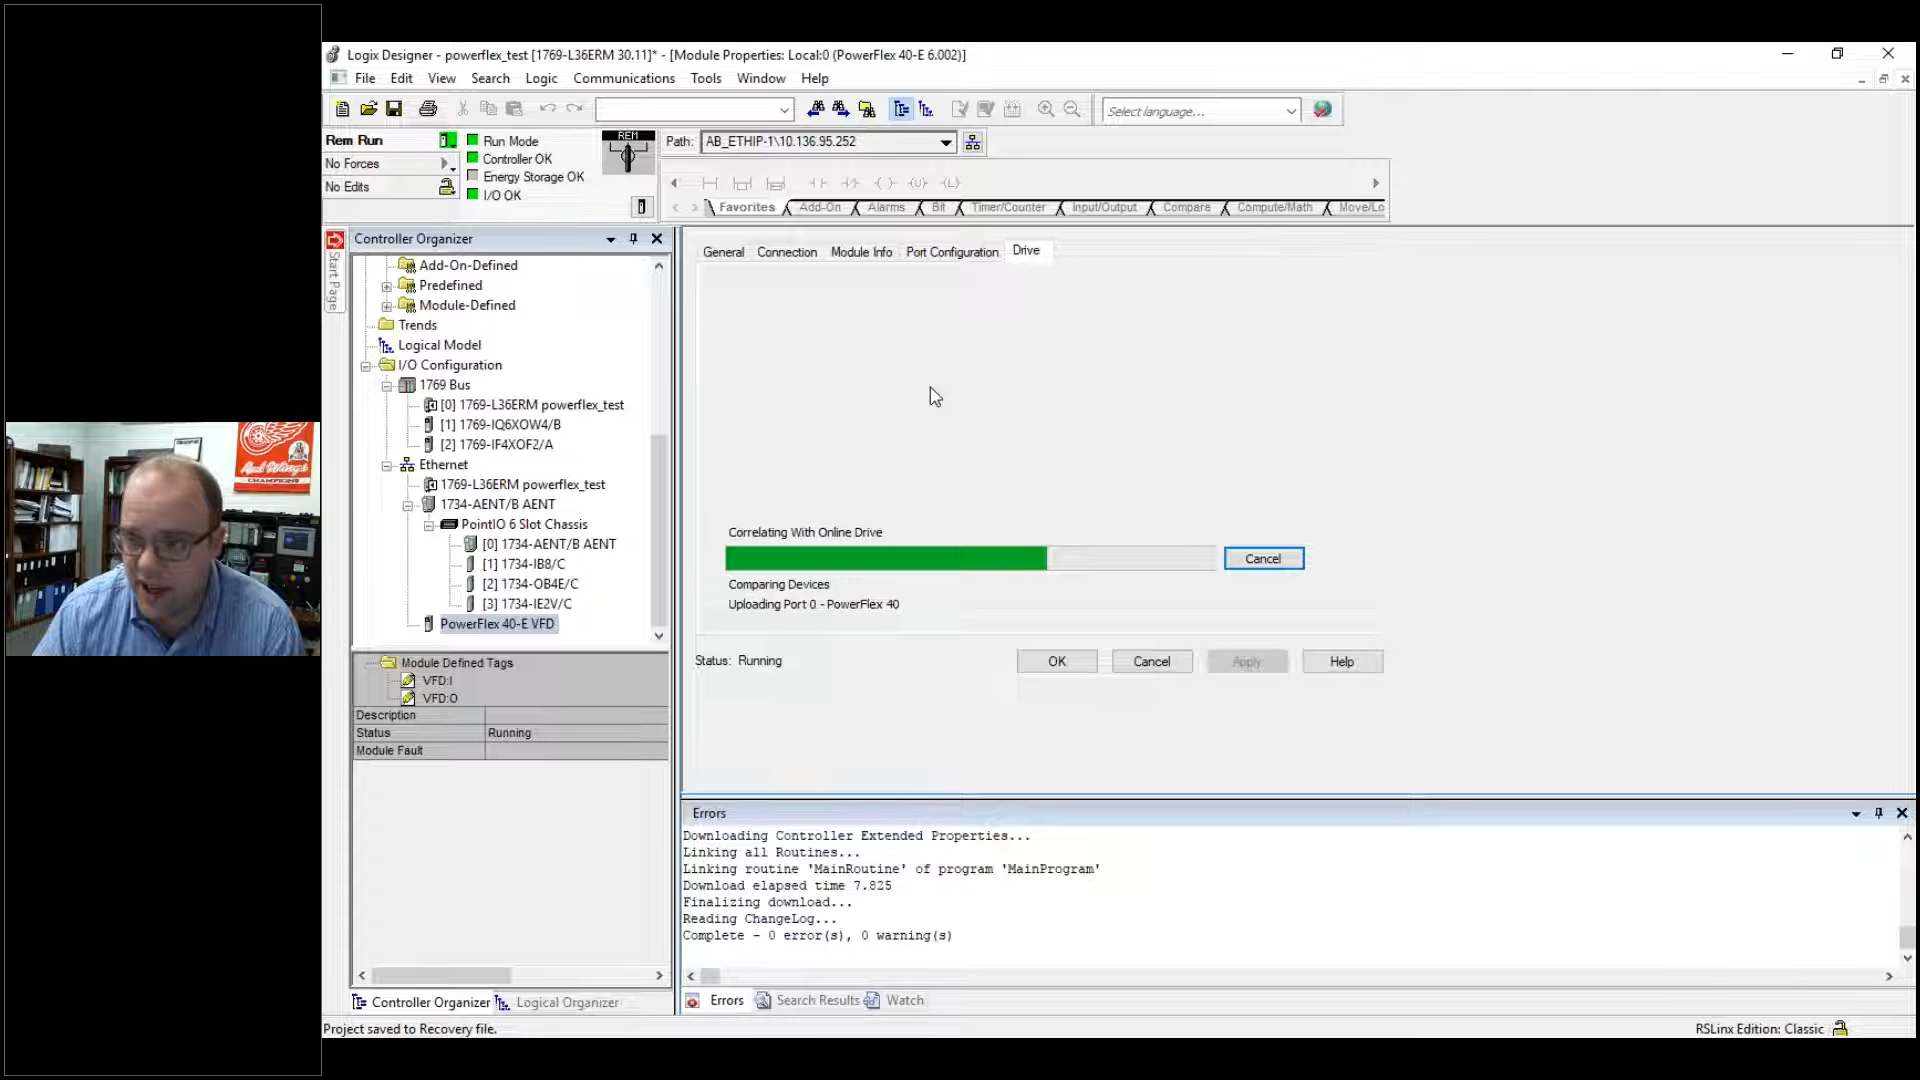 Logix Designer - powerflex_test [1769-L36ERM 30.11]* - [Module Properties: Local:0 (PowerFlex 40-E 6.002)]
File Edit View Search Logic Communications Tools Window Help
Select language...
Rem Run
No Forces
No Edits
Run Mode
Controller OK
Energy Storage OK
I/O OK
REM
Path: AB_ETHIP-1\10.136.95.252
Favorites Add-On Alarms Bit Timer/Counter Input/Output Compare Compute/Math Move/Lo
Start Page
Controller Organizer
Add-On-Defined
Predefined
Module-Defined
Trends
Logical Model
I/O Configuration
1769 Bus
[0] 1769-L36ERM powerflex_test
[1] 1769-IQ6XOW4/B
[2] 1769-IF4XOF2/A
Ethernet
1769-L36ERM powerflex_test
1734-AENT/B AENT
PointIO 6 Slot Chassis
[0] 1734-AENT/B AENT
[1] 1734-IB8/C
[2] 1734-OB4E/C
[3] 1734-IE2V/C
PowerFlex 40-E VFD
Module Defined Tags
VFD:I
VFD:O
Description
Status Running
Module Fault
Controller Organizer Logical Organizer
General Connection Module Info Port Configuration Drive
Correlating With Online Drive
Cancel
Comparing Devices
Uploading Port 0 - PowerFlex 40
Status: Running
OK Cancel Apply Help
Errors
Downloading Controller Extended Properties...
Linking all Routines...
Linking routine 'MainRoutine' of program 'MainProgram'
Download elapsed time 7.825
Finalizing download...
Reading ChangeLog...
Complete - 0 error(s), 0 warning(s)
Errors Search Results Watch
Project saved to Recovery file.
RSLinx Edition: Classic
Red Wings
CHAMPIONS